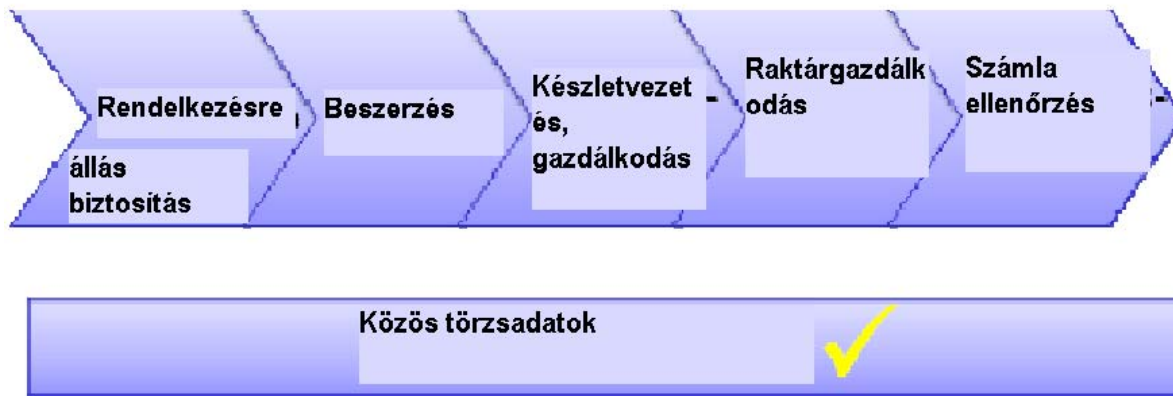 Rendelkezésre
állás
biztosítás
Beszerzés
Készletvezet
és,
gazdálkodás
Raktárgazdálk
odás
Számla
ellenőrzés
Közös törzsadatok